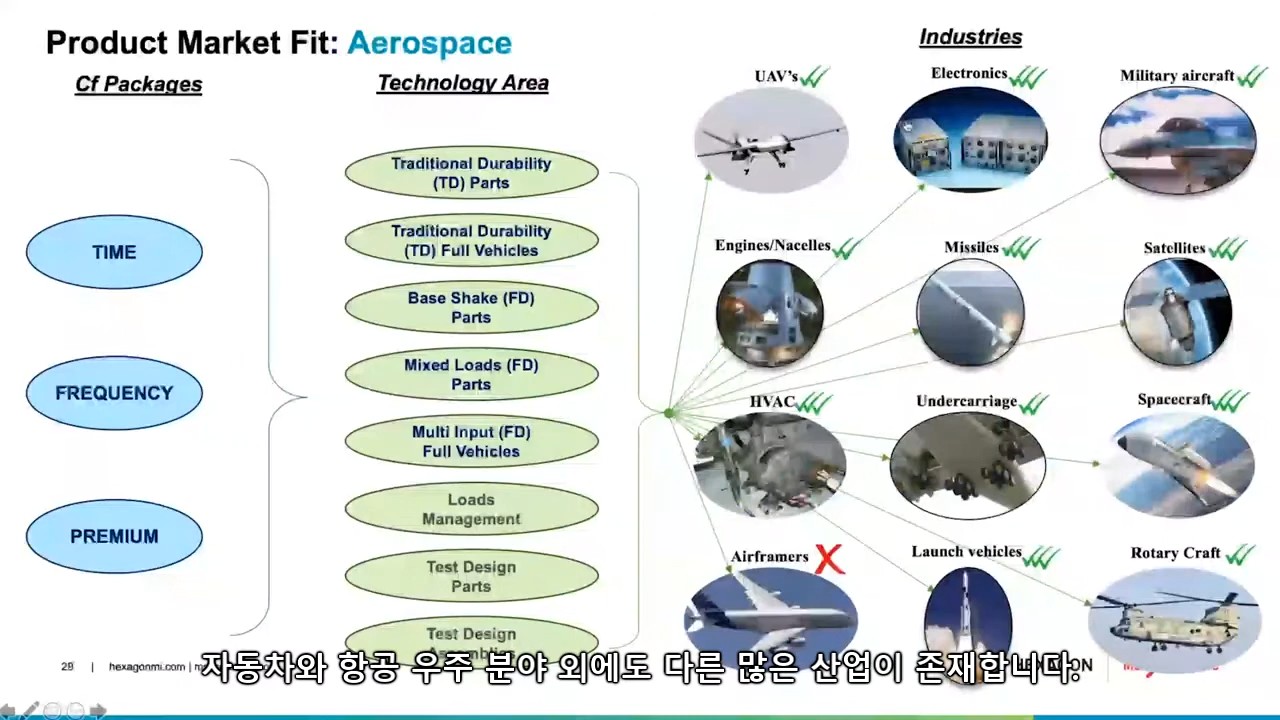 Product Market Fit: Aerospace
Cf Packages
Technology Area
Industries
TIME
FREQUENCY
PREMIUM
Traditional Durability
(TD) Parts
Traditional Durability
(TD) Full Vehicles
Base Shake (FD)
Parts
Mixed Loads (FD)
Parts
Multi Input (FD)
Full Vehicles
Loads
Management
Test Design
Parts
Test Design
UAV's
Electronics
Military aircraft
Engines/Nacelles
Missiles
Satellites
HVAC
Undercarriage
Spacecraft
Airframers
Launch vehicles
Rotary Craft
29 | hexagonmi.com |
HEXAGON
자동차와 항공 우주 분야 외에도 다른 많은 산업이 존재합니다.